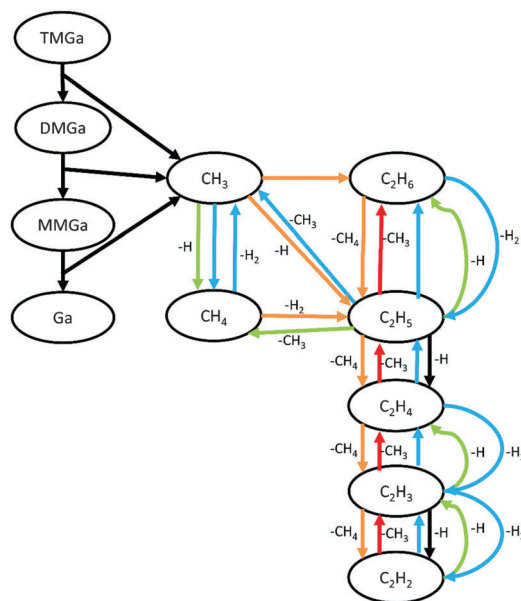 TMGa
DMGa
CH₃
C₂H₆
-CH₃
-H₂
MMGa
-H
-H₂
-H
-CH₄
-CH₃
-H
Ga
CH₄
-H₂
C₂H₅
-CH₃
-CH₄
-CH₃
-H
C₂H₄
-CH₄
-CH₃
-H
-H
C₂H₃
-CH₄
-CH₃
-H
-H
-H
C₂H₂